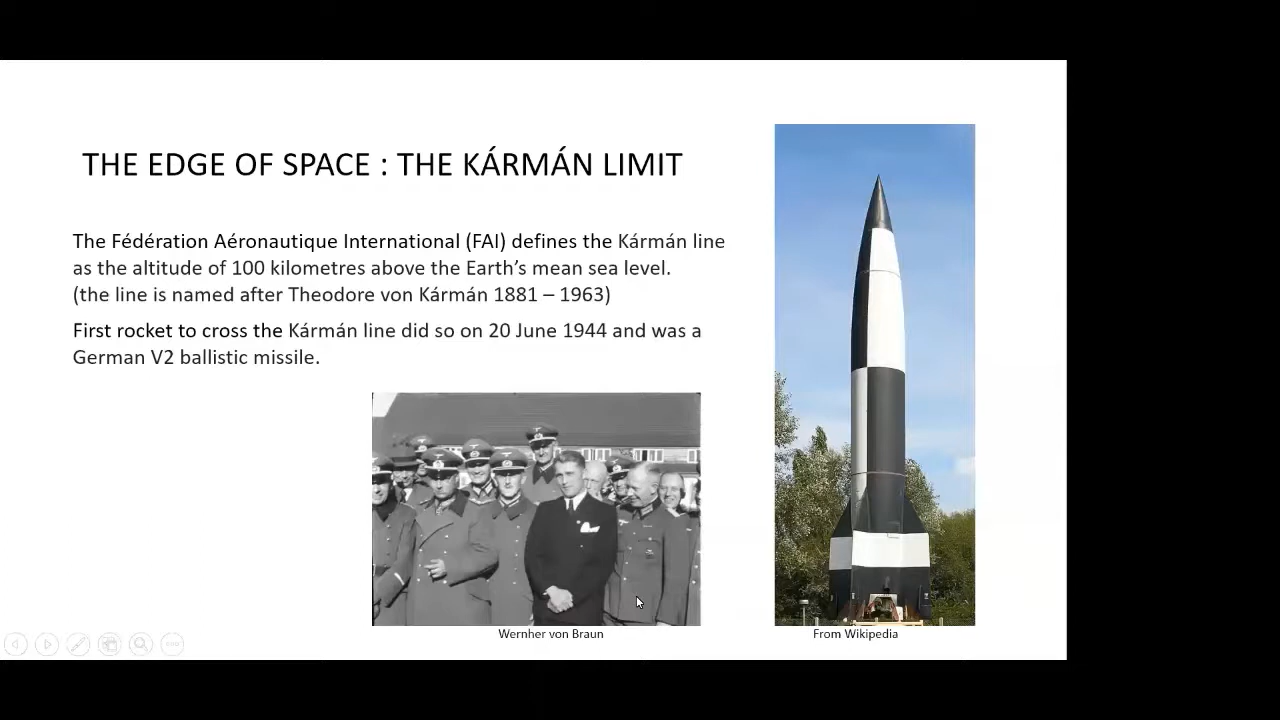 THE EDGE OF SPACE : THE KÁRMÁN LIMIT
The Fédération Aéronautique International (FAI) defines the Kármán line
as the altitude of 100 kilometres above the Earth’s mean sea level.
(the line is named after Theodore von Kármán 1881 – 1963)
First rocket to cross the Kármán line did so on 20 June 1944 and was a
German V2 ballistic missile.
Wernher von Braun
From Wikipedia